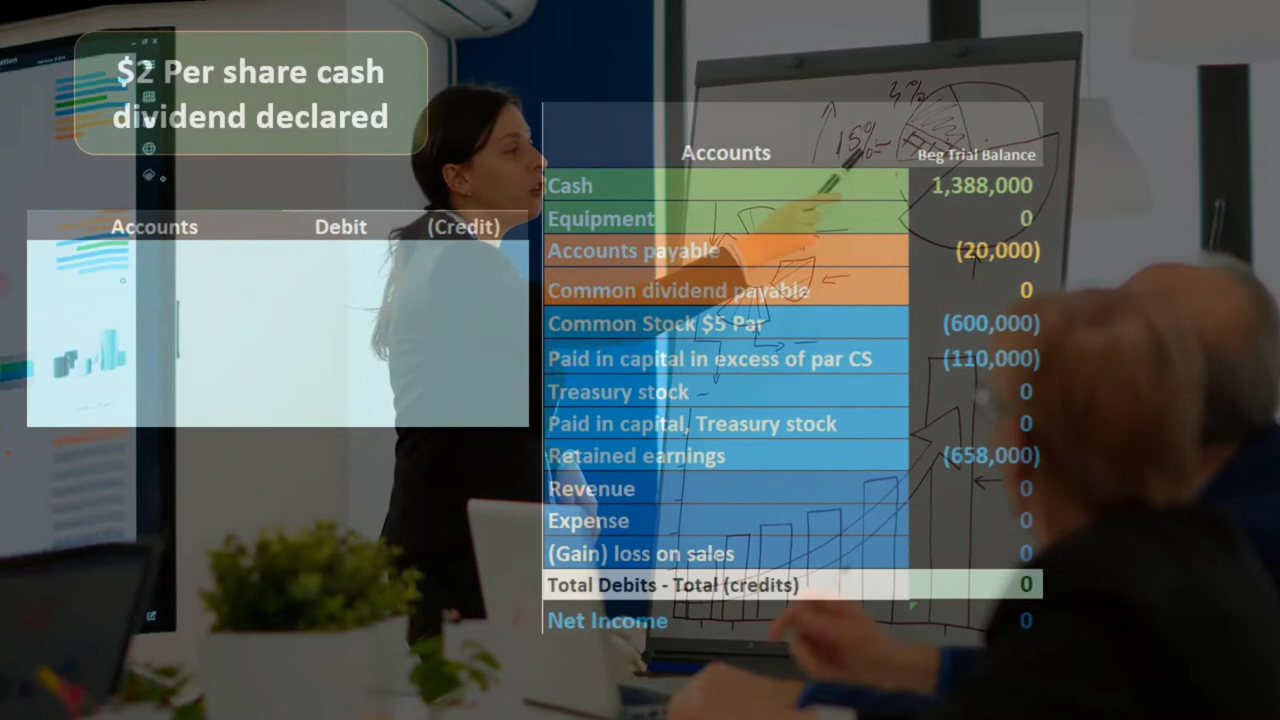 $2 Per share cash
dividend declared
Accounts Debit (Credit)
4%
15%
Accounts Beg Trial Balance
Cash 1,388,000
Equipment 0
Accounts payable (20,000)
Common dividend payable 0
Common Stock $5 Par (600,000)
Paid in capital in excess of par CS (110,000)
Treasury stock 0
Paid in capital, Treasury stock 0
Retained earnings (658,000)
Revenue 0
Expense 0
(Gain) loss on sales 0
Total Debits - Total (credits) 0
Net Income 0